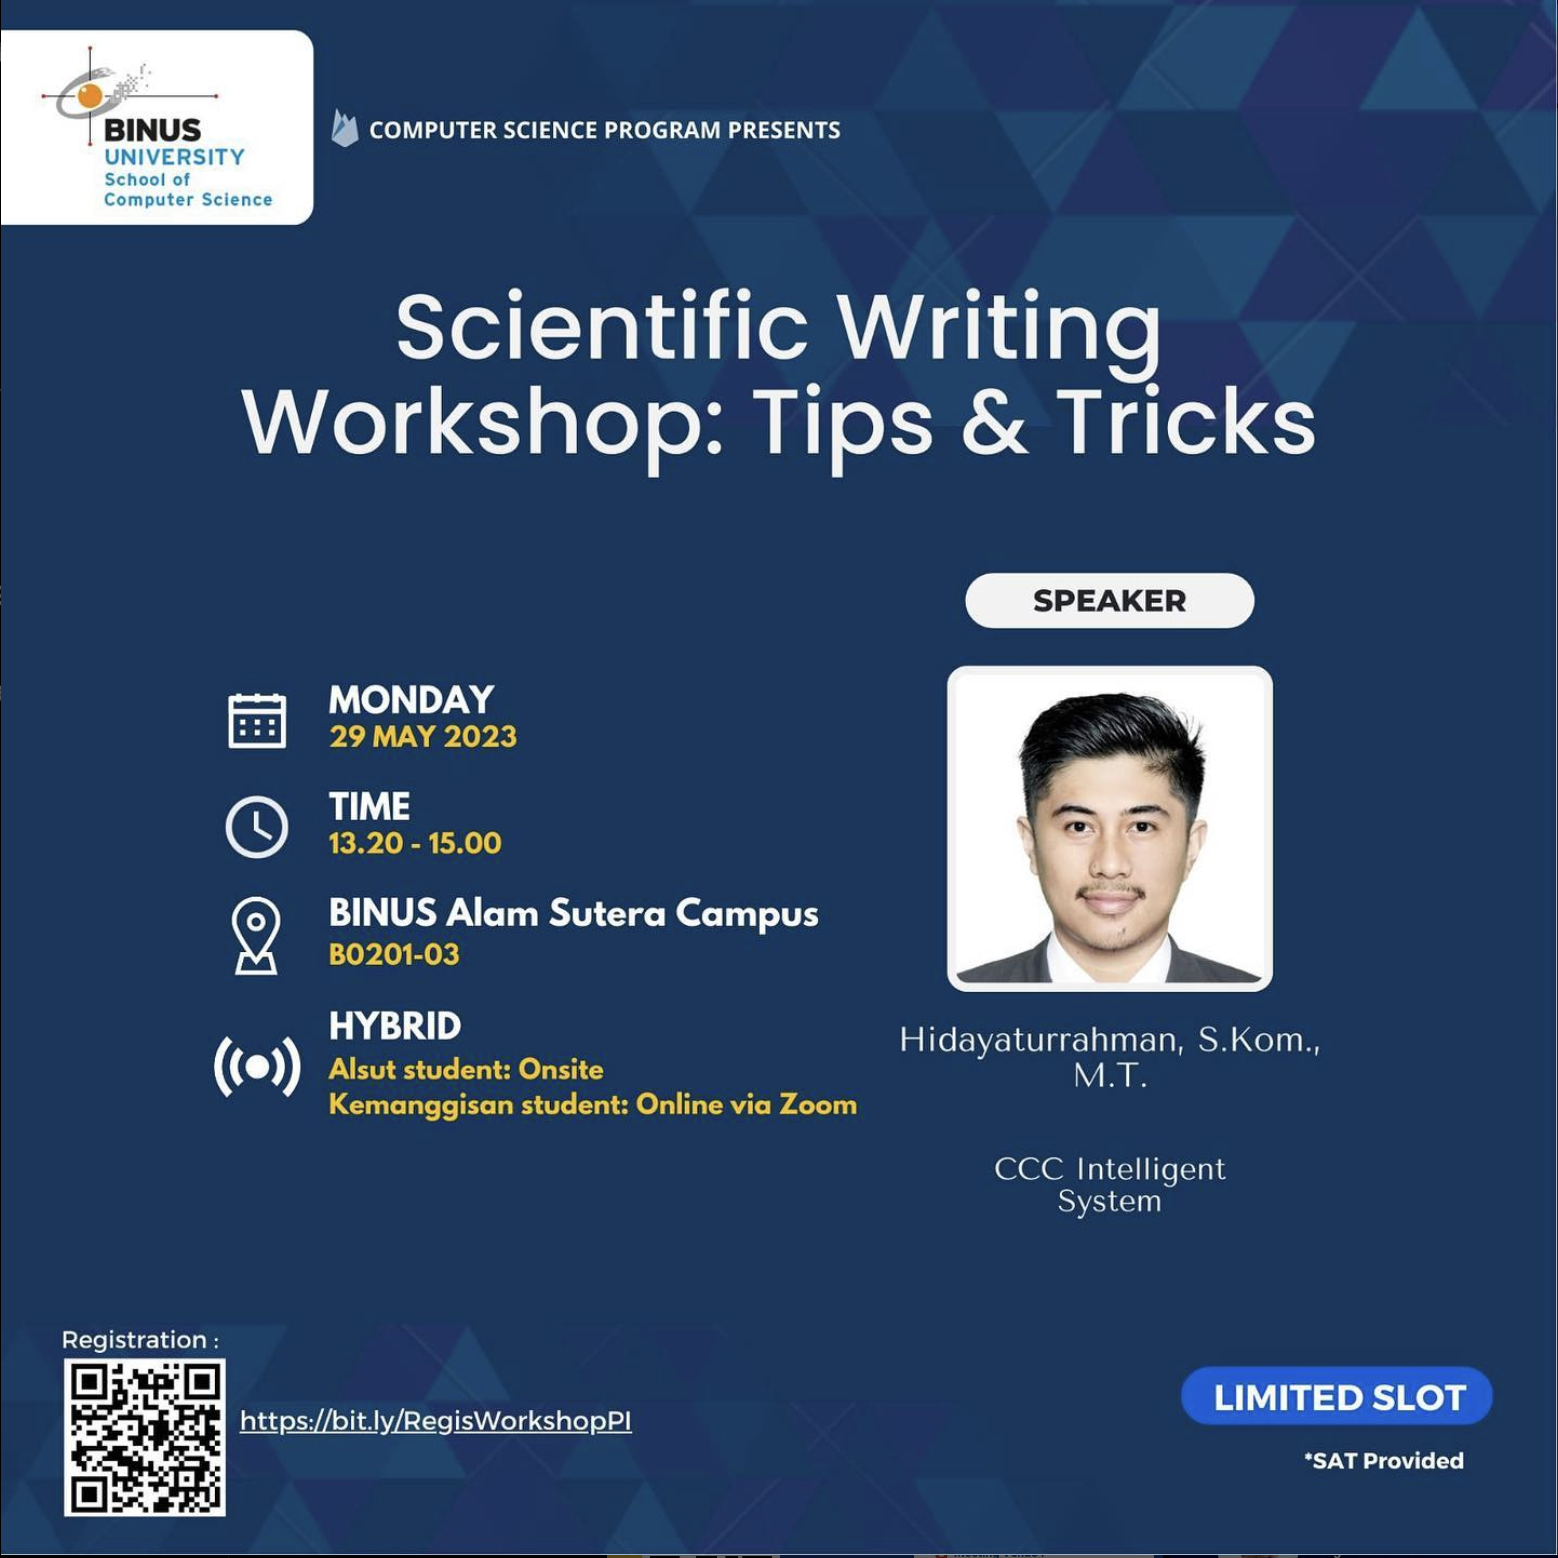 BINUS
UNIVERSITY
School of
Computer Science
COMPUTER SCIENCE PROGRAM PRESENTS
Scientific Writing
Workshop: Tips & Tricks
SPEAKER
MONDAY
29 MAY 2023
TIME
13.20 - 15.00
BINUS Alam Sutera Campus
B0201-03
HYBRID
Alsut student: Onsite
Kemanggisan student: Online via Zoom
Hidayaturrahman, S.Kom.,
M.T.
CCC Intelligent
System
Registration :
https://bit.ly/RegisWorkshopPI
LIMITED SLOT
*SAT Provided